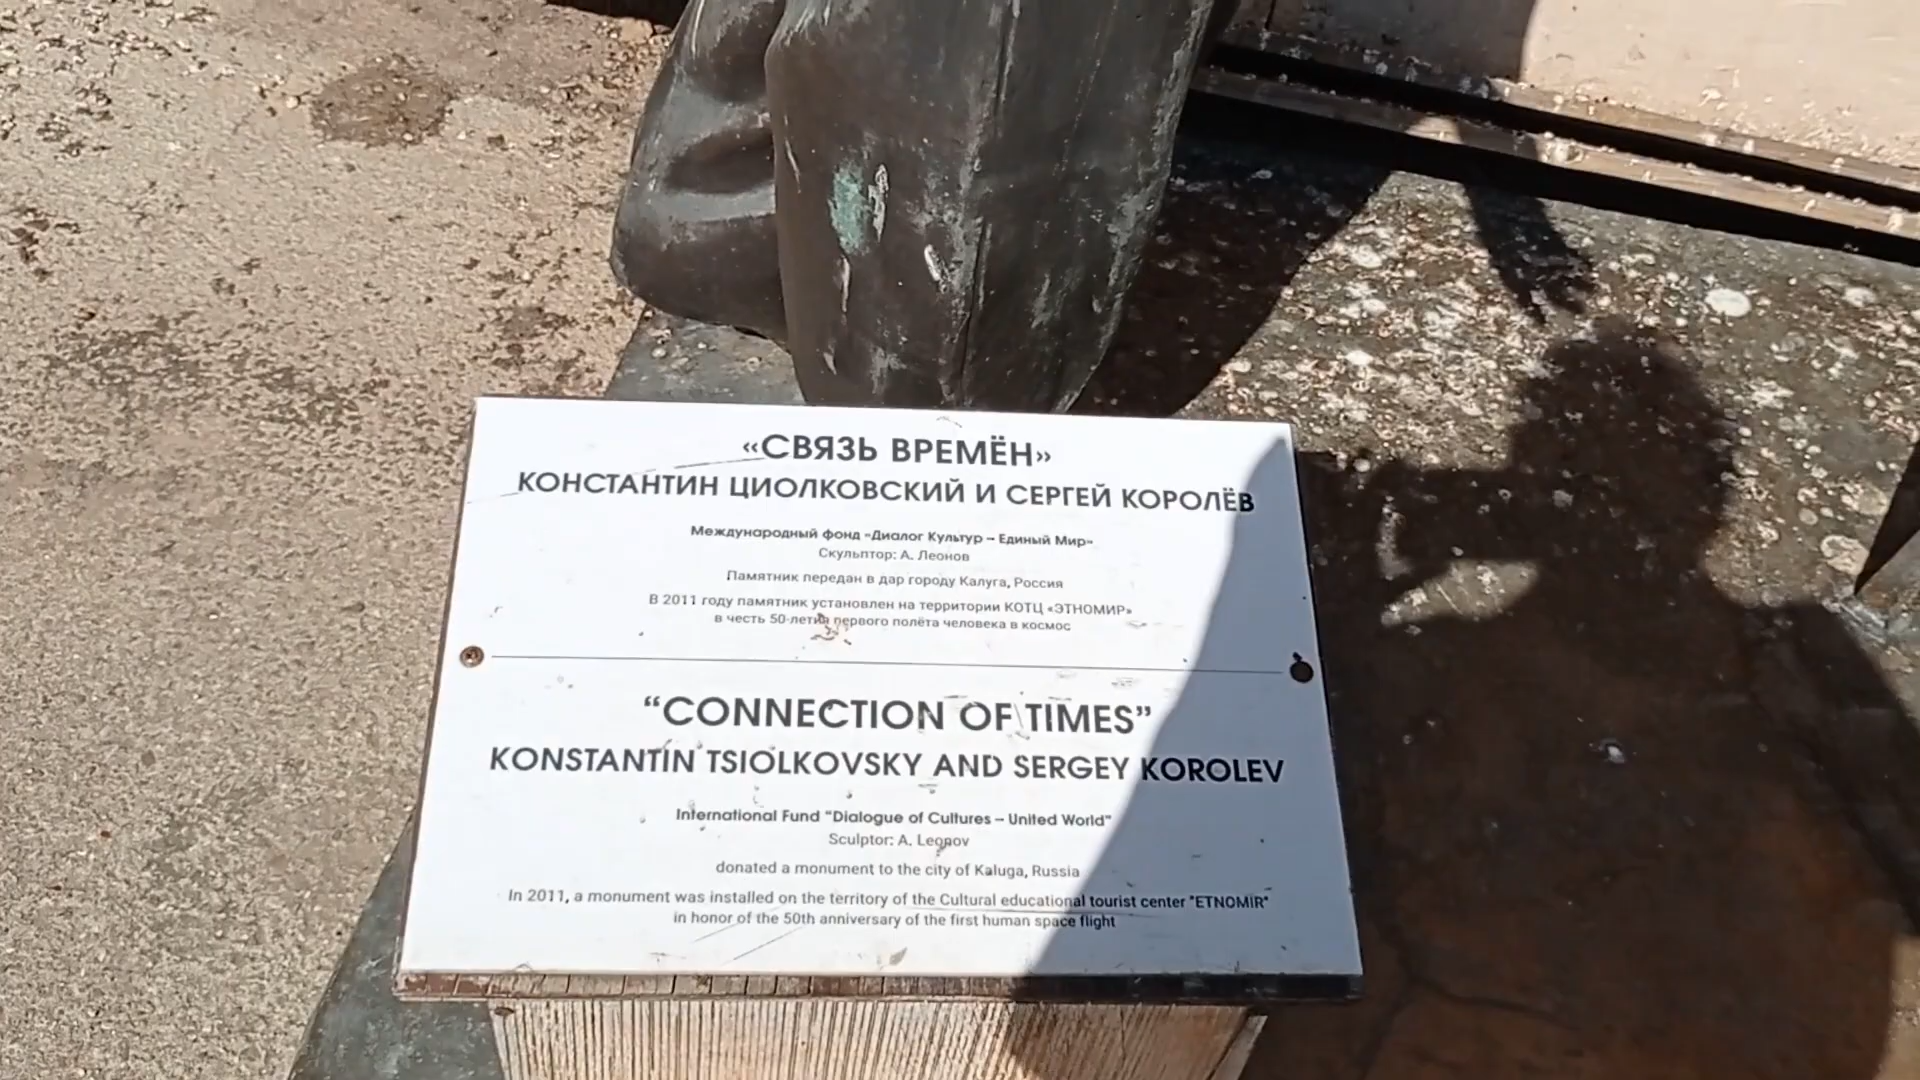 «СВЯЗЬ ВРЕМЁН»
КОНСТАНТИН ЦИОЛКОВСКИЙ И СЕРГЕЙ КОРОЛЁВ
Международный фонд «Диалог Культур – Единый Мир»
Скульптор: А. Леонов
Памятник передан в дар городу Калуга, Россия
В 2011 году памятник установлен на территории КОТЦ «ЭТНОМИР»
в честь 50-летия первого полёта человека в космос
“CONNECTION OF TIMES”
KONSTANTIN TSIOLKOVSKY AND SERGEY KOROLEV
International Fund “Dialogue of Cultures – United World”
Sculptor: A. Leonov
donated a monument to the city of Kaluga, Russia
In 2011, a monument was installed on the territory of the Cultural educational tourist center "ETNOMIR"
in honor of the 50th anniversary of the first human space flight